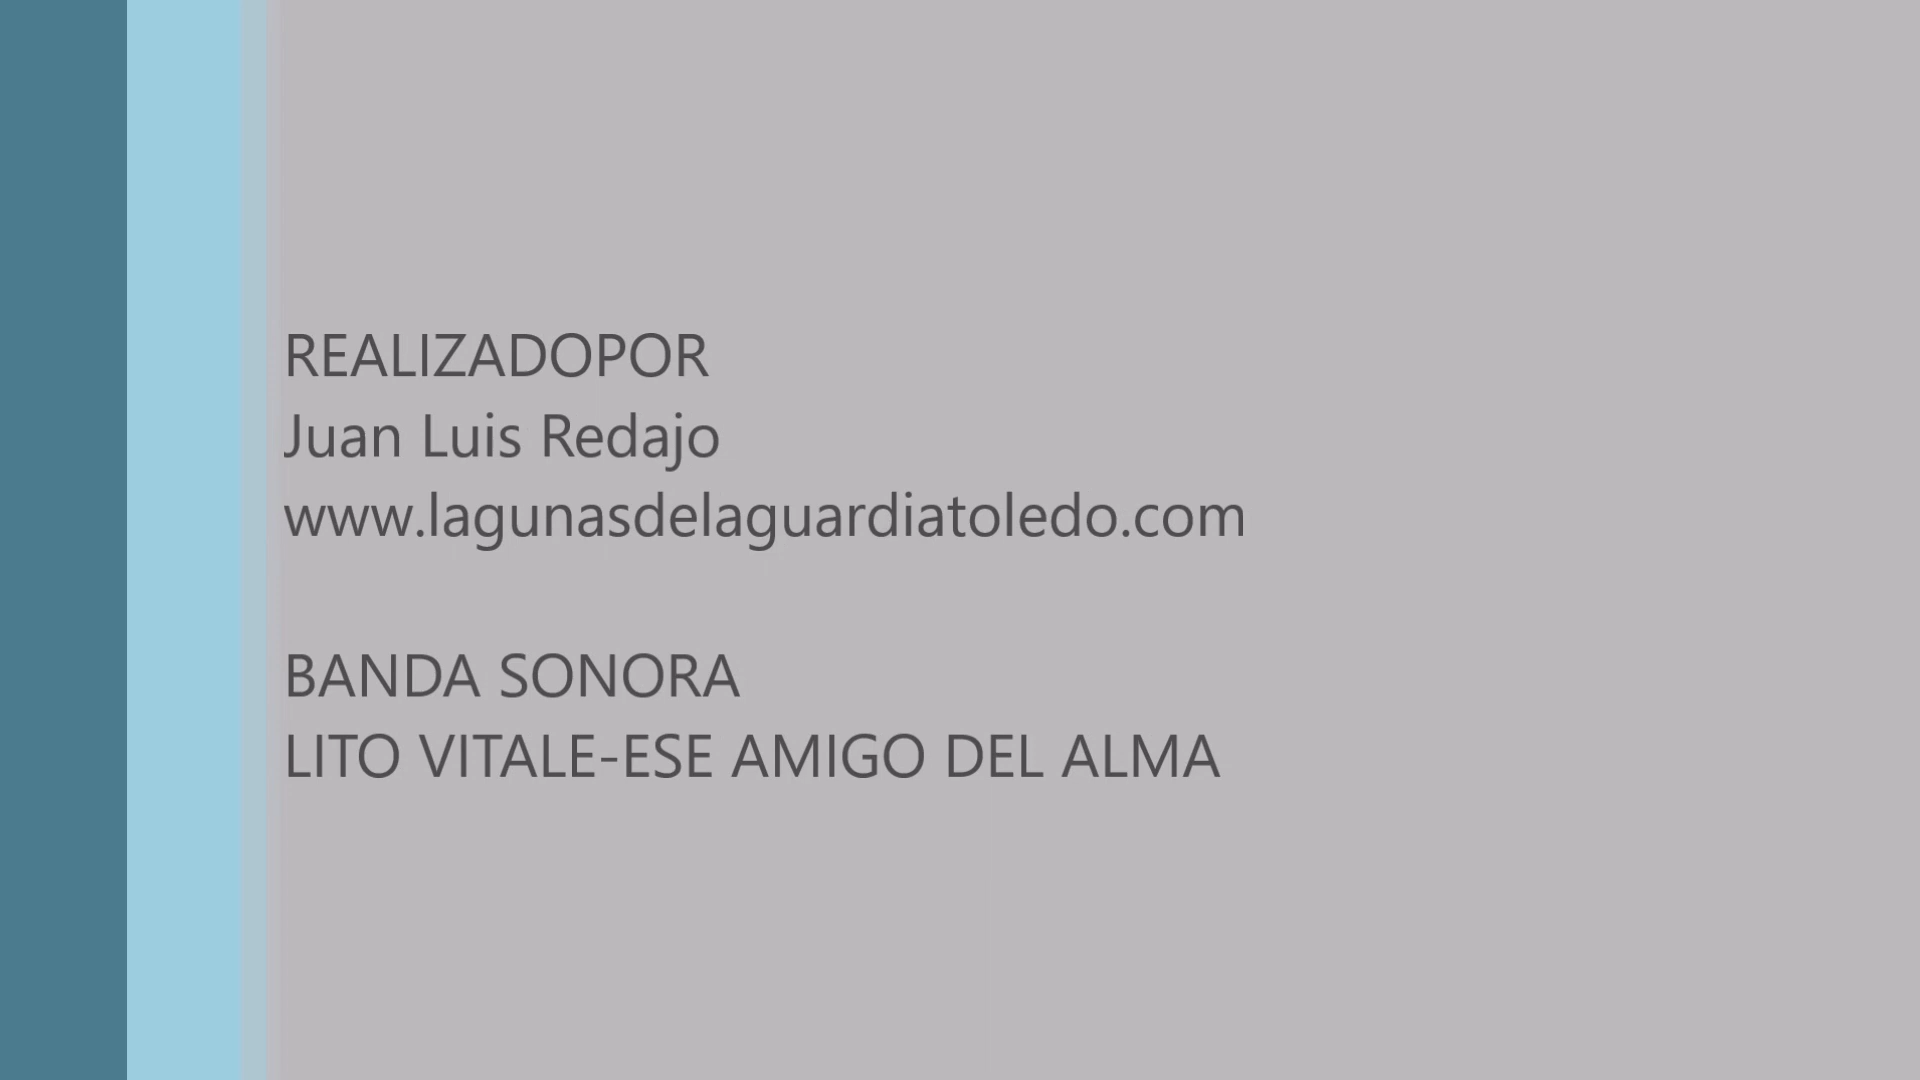 REALIZADOPOR
Juan Luis Redajo
www.lagunasdelaguardiatoledo.com
BANDA SONORA
LITO VITALE-ESE AMIGO DEL ALMA